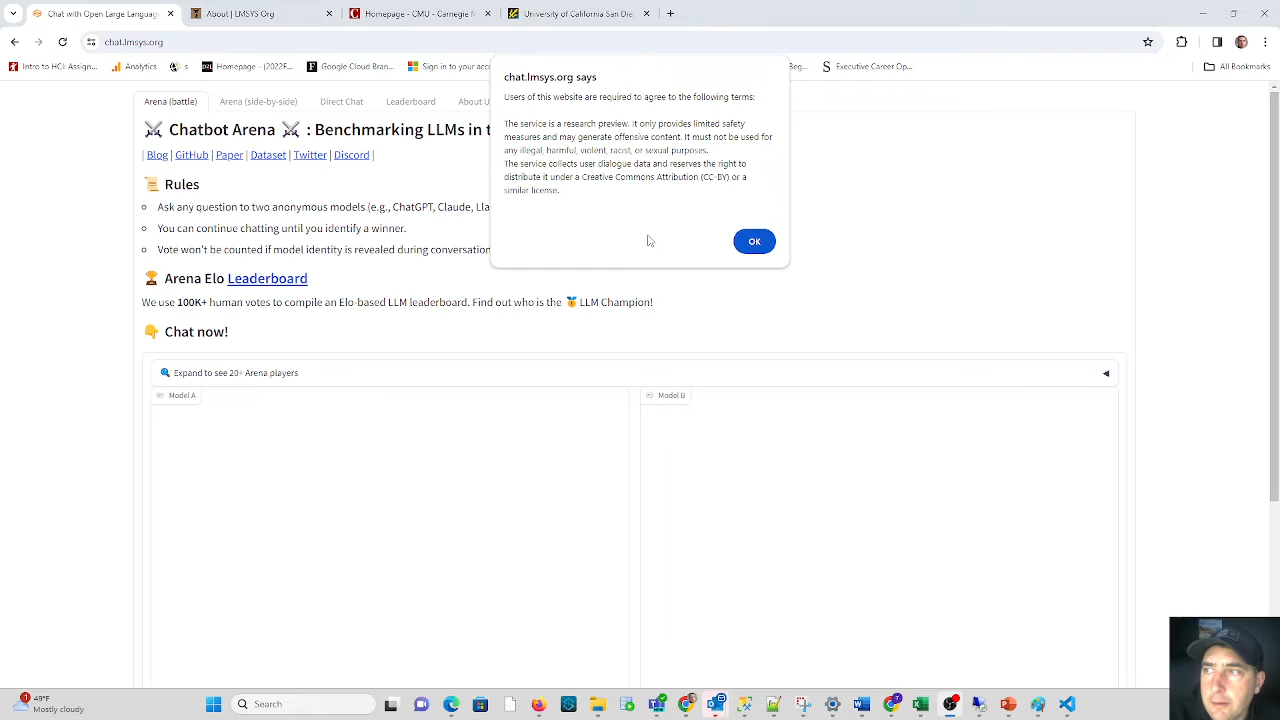 Chat with Open Large Langua
About | LMSYS Org
Homepage - CMU - Carnegie M
University of California San Die
chat.lmsys.org
Intro to HCI: Assign...
Analytics
s
Homepage - (2022F...
Google Cloud Bran...
Sign in to your acco
Beg...
Executive Career Op...
All Bookmarks
chat.lmsys.org says
Users of this website are required to agree to the following terms:
The service is a research preview. It only provides limited safety
measures and may generate offensive content. It must not be used for
any illegal, harmful, violent, racist, or sexual purposes.
The service collects user dialogue data and reserves the right to
distribute it under a Creative Commons Attribution (CC-BY) or a
similar license.
OK
Arena (battle)
Arena (side-by-side)
Direct Chat
Leaderboard
About U
⚔️ Chatbot Arena ⚔️ : Benchmarking LLMs in t
| Blog | GitHub | Paper | Dataset | Twitter | Discord |
📜 Rules
Ask any question to two anonymous models (e.g., ChatGPT, Claude, Lla
You can continue chatting until you identify a winner.
Vote won't be counted if model identity is revealed during conversation
🏆 Arena Elo Leaderboard
We use 100K+ human votes to compile an Elo-based LLM leaderboard. Find out who is the 🥇 LLM Champion!
👇 Chat now!
🔍 Expand to see 20+ Arena players
Model A
Model B
1
49°F
Mostly cloudy
Search